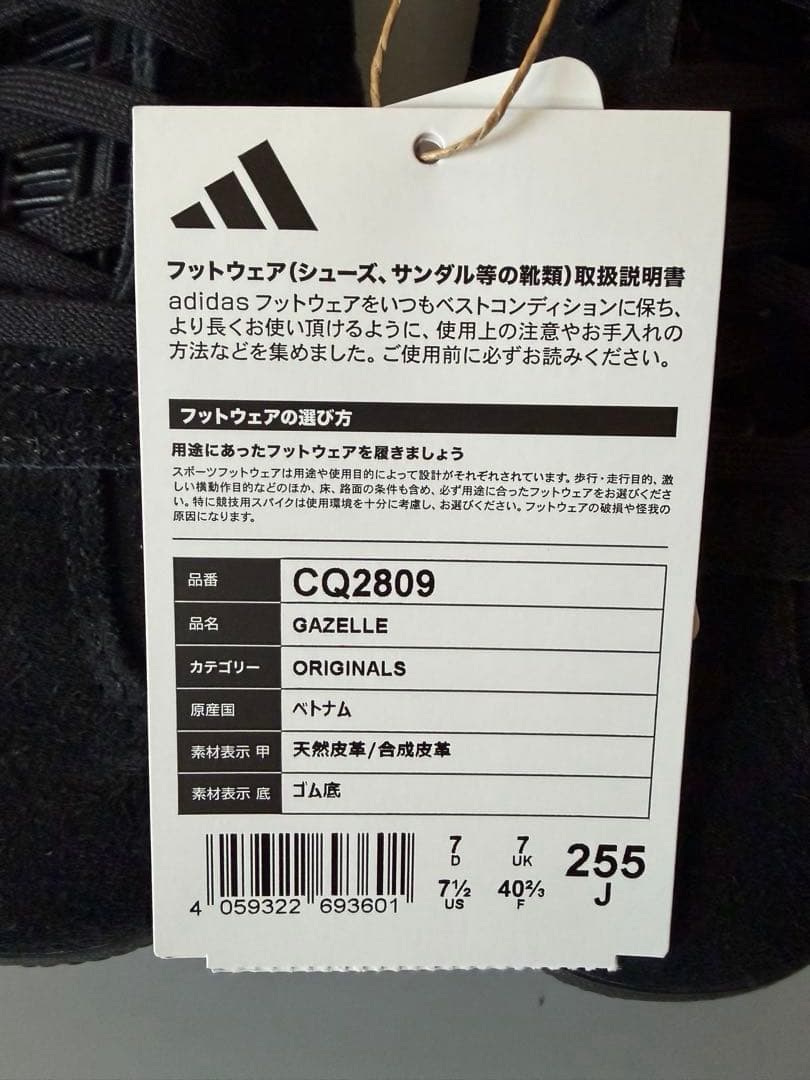 フットウェア(シューズ、サンダル等の靴類)取扱説明書
adidas フットウェアをいつもベストコンディションに保ち、
より長くお使い頂けるように、使用上の注意やお手入れの
方法などを集めました。ご使用前に必ずお読みください。
フットウェアの選び方
用途にあったフットウェアを履きましょう
スポーツフットウェアは用途や使用目的によって設計がそれぞれされています。歩行・走行目的、激
しい横動作目的などのほか、床、路面の条件も含め、必ず用途に合ったフットウェアをお選びくださ
い。特に競技用スパイクは使用環境を十分に考慮し、お選びください。フットウェアの破損や怪我の
原因になります。
品番 CQ2809
品名 GAZELLE
カテゴリー ORIGINALS
原産国 ベトナム
素材表示 甲 天然皮革/合成皮革
素材表示 底 ゴム底
7 7 255
D UK J
7½ 40⅔
US F
4 059322 693601